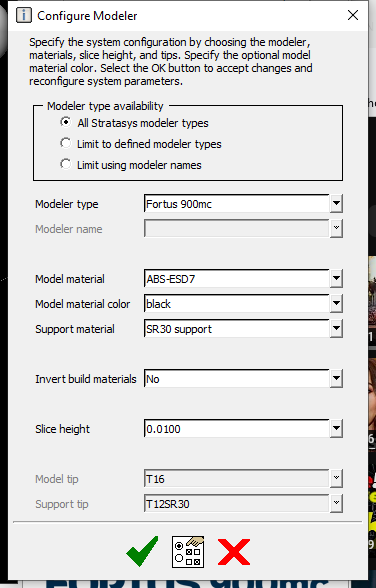 Configure Modeler
Specify the system configuration by choosing the modeler,
materials, slice height, and tips. Specify the optional model
material color. Select the OK button to accept changes and
reconfigure system parameters.
Modeler type availability
All Stratasys modeler types
Limit to defined modeler types
Limit using modeler names
Modeler type Fortus 900mc
Modeler name
Model material ABS-ESD7
Model material color black
Support material SR30 support
Invert build materials No
Slice height 0.0100
Model tip T16
Support tip T12SR30